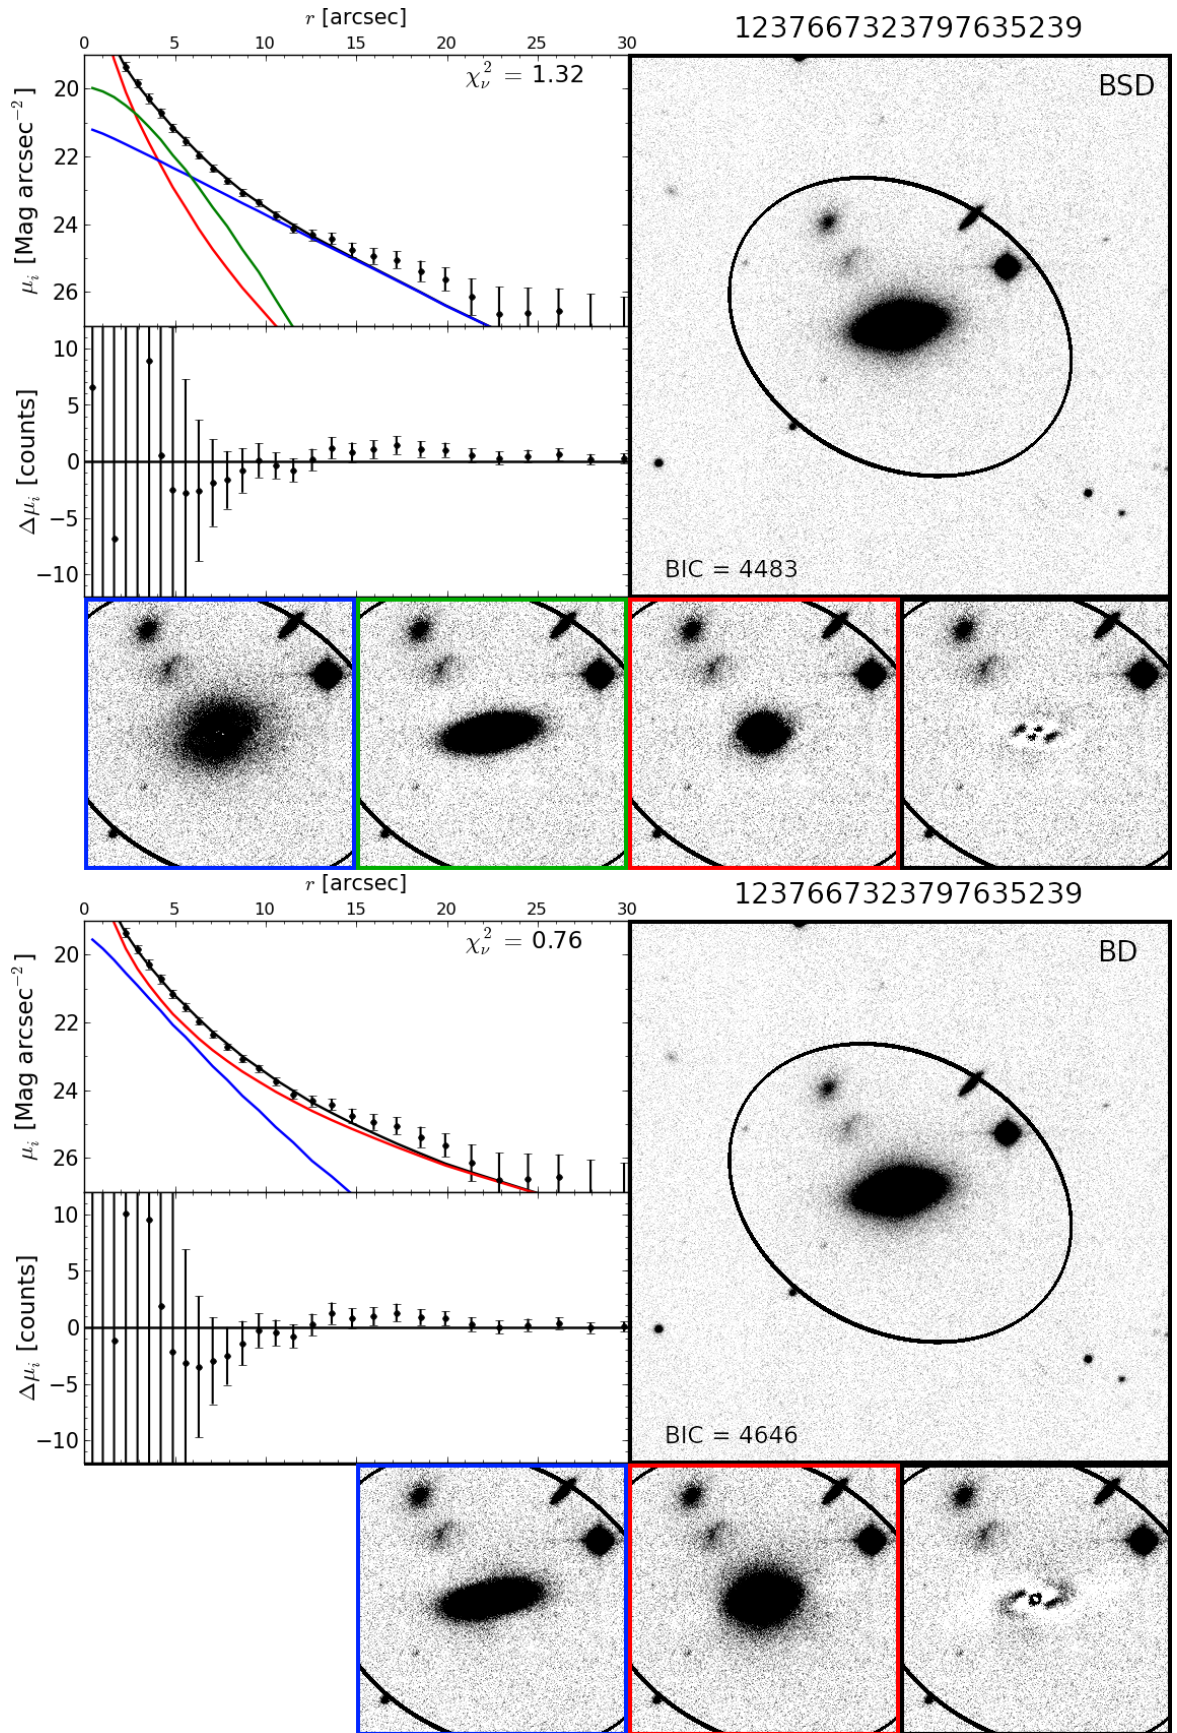 r [arcsec]
1237667323797635239
0 5 10 15 20 25 30
χ²ᵥ = 1.32
BSD
20
22
24
26
μᵢ [Mag arcsec⁻²]
10
5
0
−5
−10
Δμᵢ [counts]
BIC = 4483
r [arcsec]
1237667323797635239
0 5 10 15 20 25 30
χ²ᵥ = 0.76
BD
20
22
24
26
μᵢ [Mag arcsec⁻²]
10
5
0
−5
−10
Δμᵢ [counts]
BIC = 4646